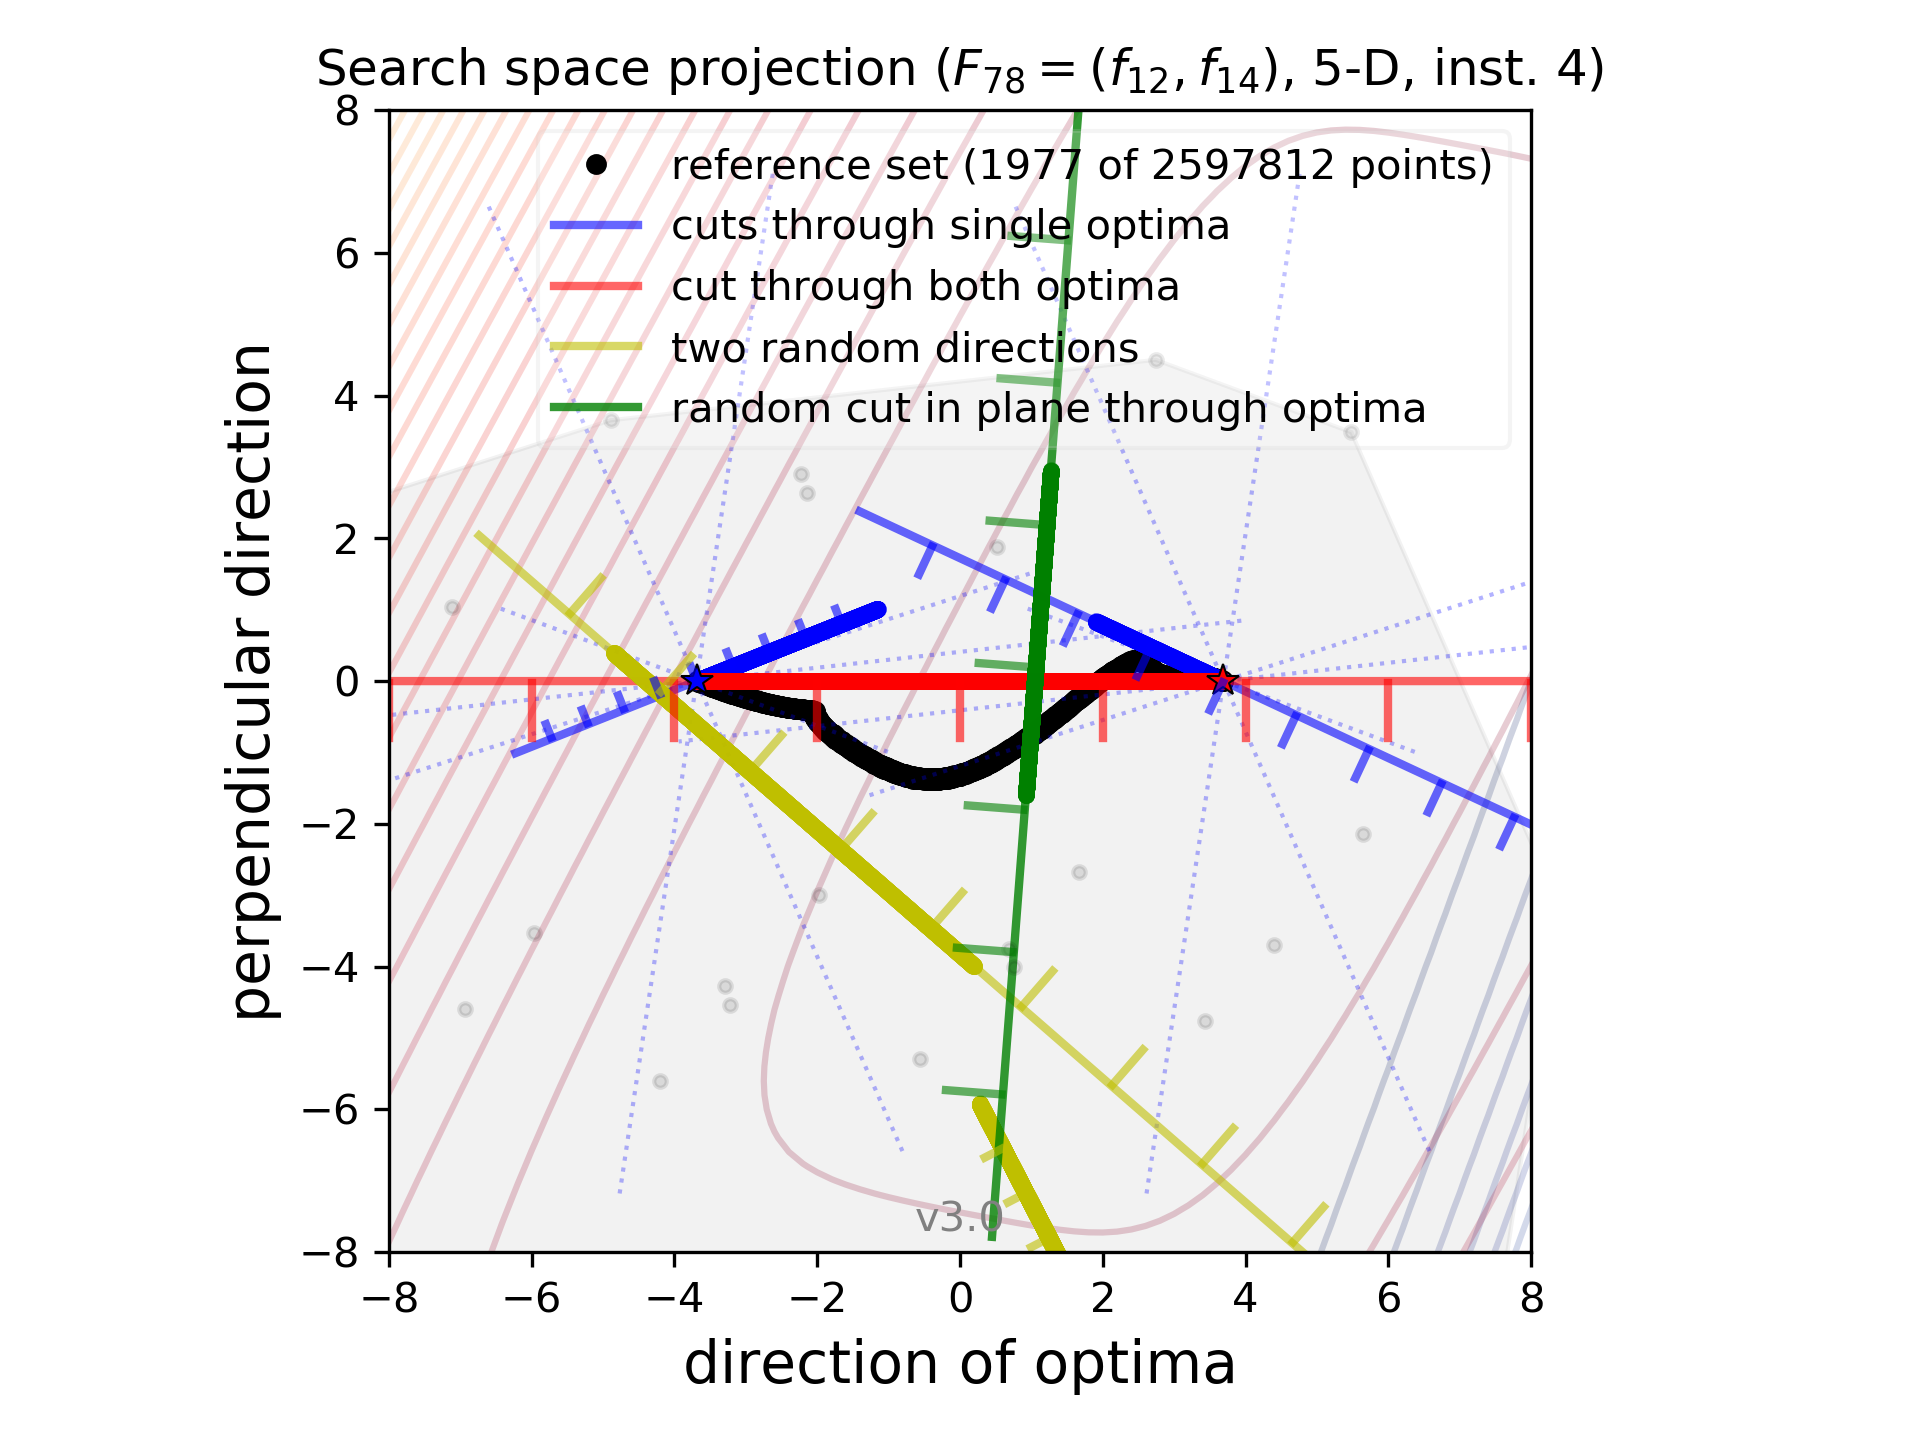 Search space projection (F78 = (f12, f14), 5-D, inst. 4)
8
6
4
2
0
−2
−4
−6
−8
perpendicular direction
reference set (1977 of 2597812 points)
cuts through single optima
cut through both optima
two random directions
random cut in plane through optima
v3.0
−8 −6 −4 −2 0 2 4 6 8
direction of optima